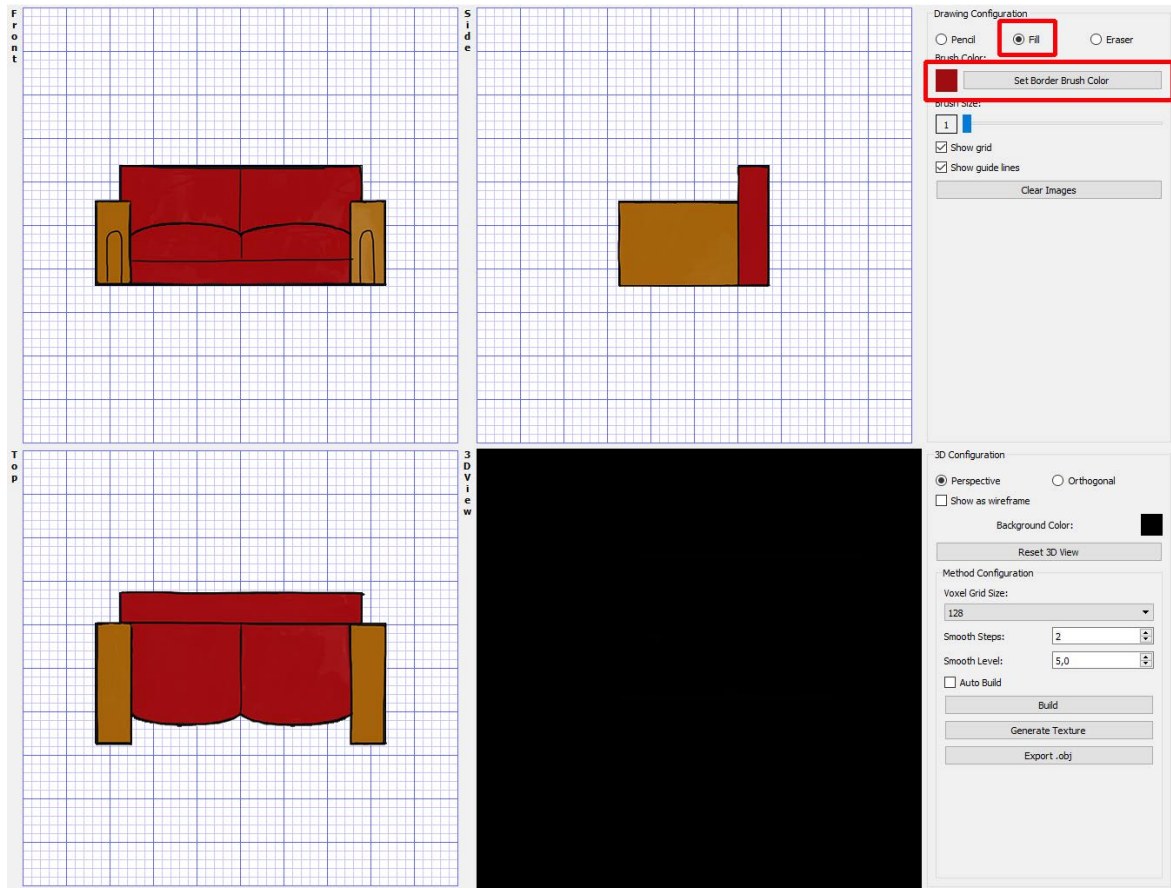 Front
Side
Drawing Configuration
Pencil
Fill
Eraser
Brush Color:
Set Border Brush Color
Brush Size:
1
Show grid
Show guide lines
Clear Images
Top
3DView
3D Configuration
Perspective
Orthogonal
Show as wireframe
Background Color:
Reset 3D View
Method Configuration
Voxel Grid Size:
128
Smooth Steps:
2
Smooth Level:
5,0
Auto Build
Build
Generate Texture
Export .obj